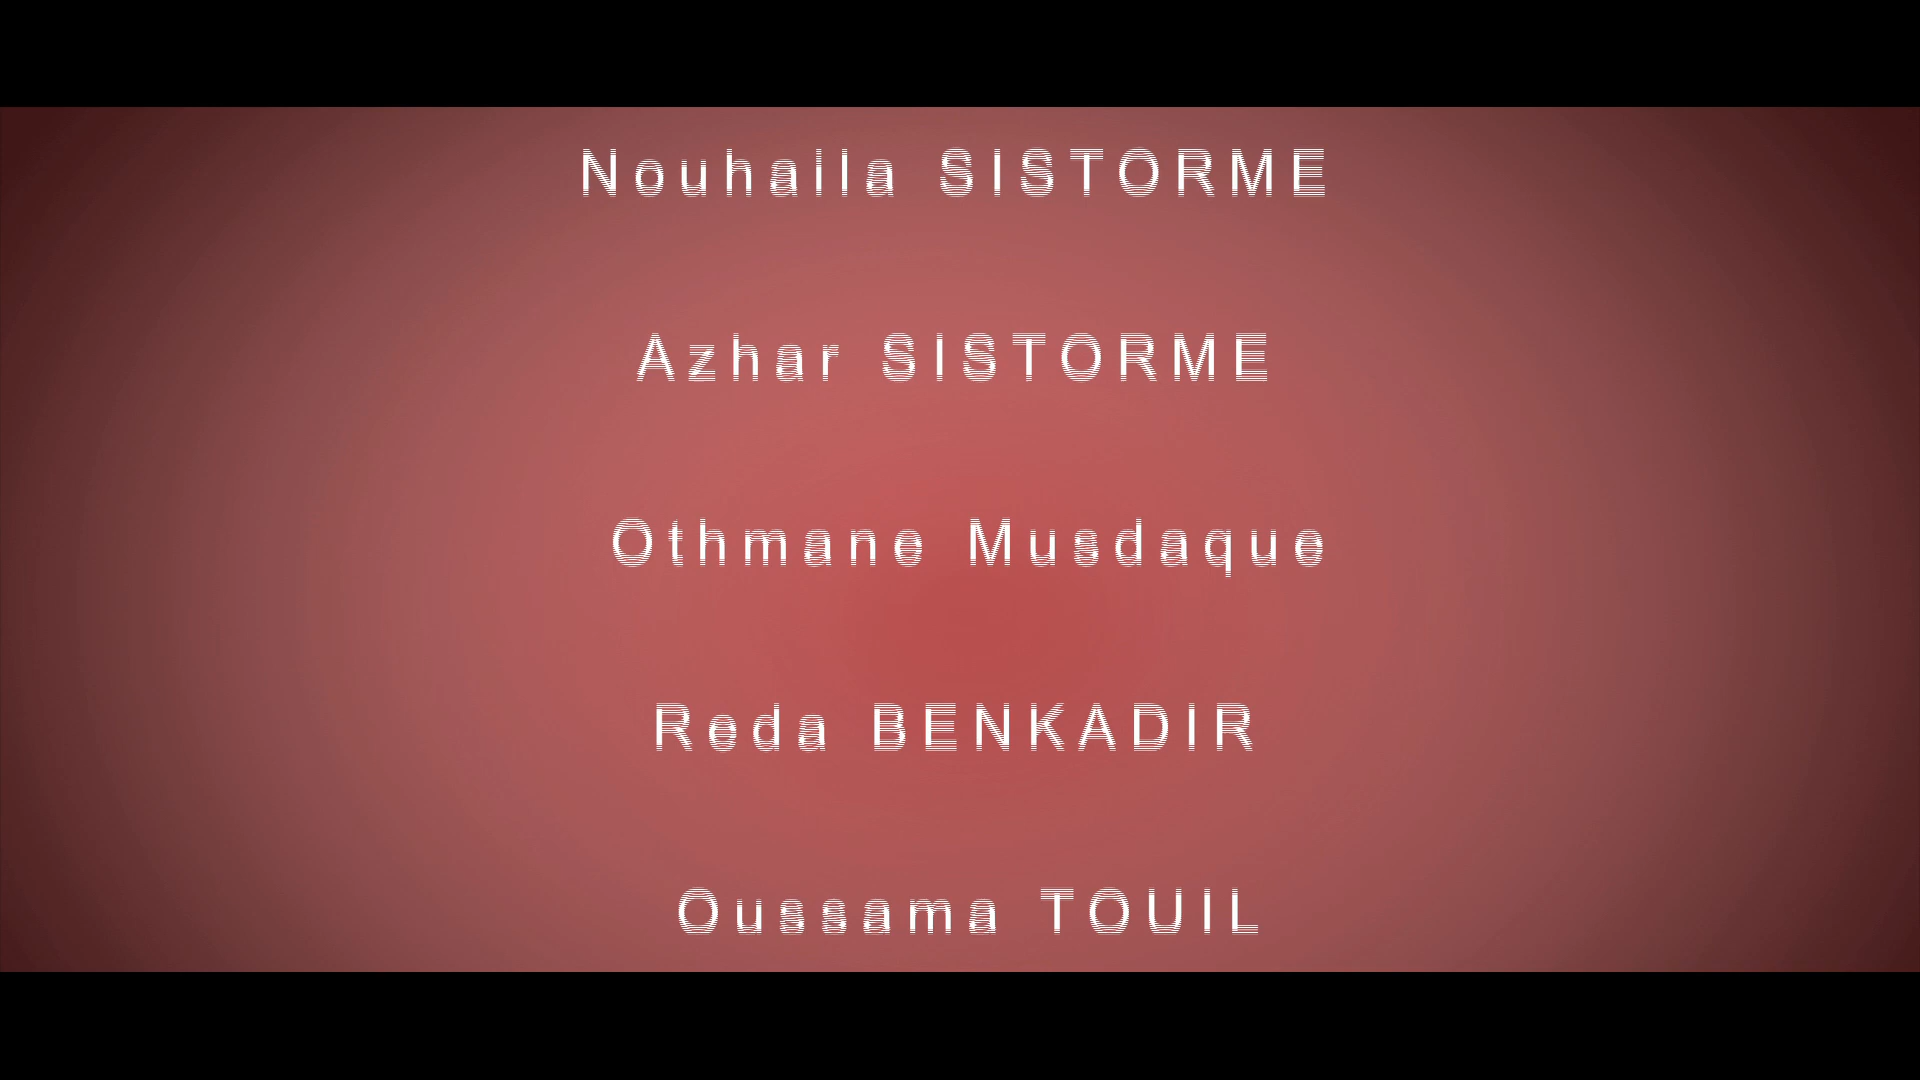 Nouhaila SISTORME
Azhar SISTORME
Othmane Musdaque
Reda BENKADIR
Oussama TOUIL